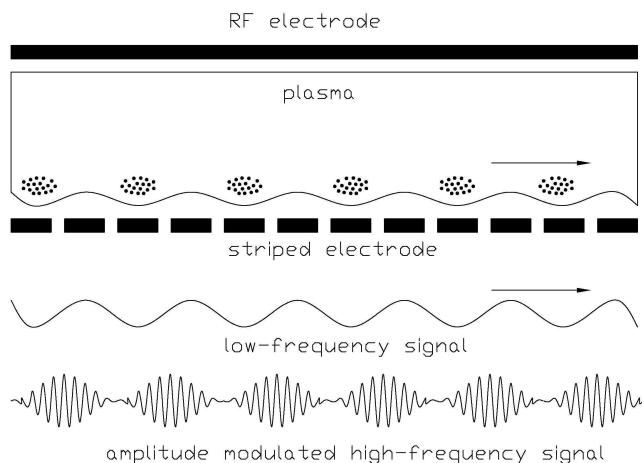 RF electrode
plasma
striped electrode
low-frequency signal
amplitude modulated high-frequency signal